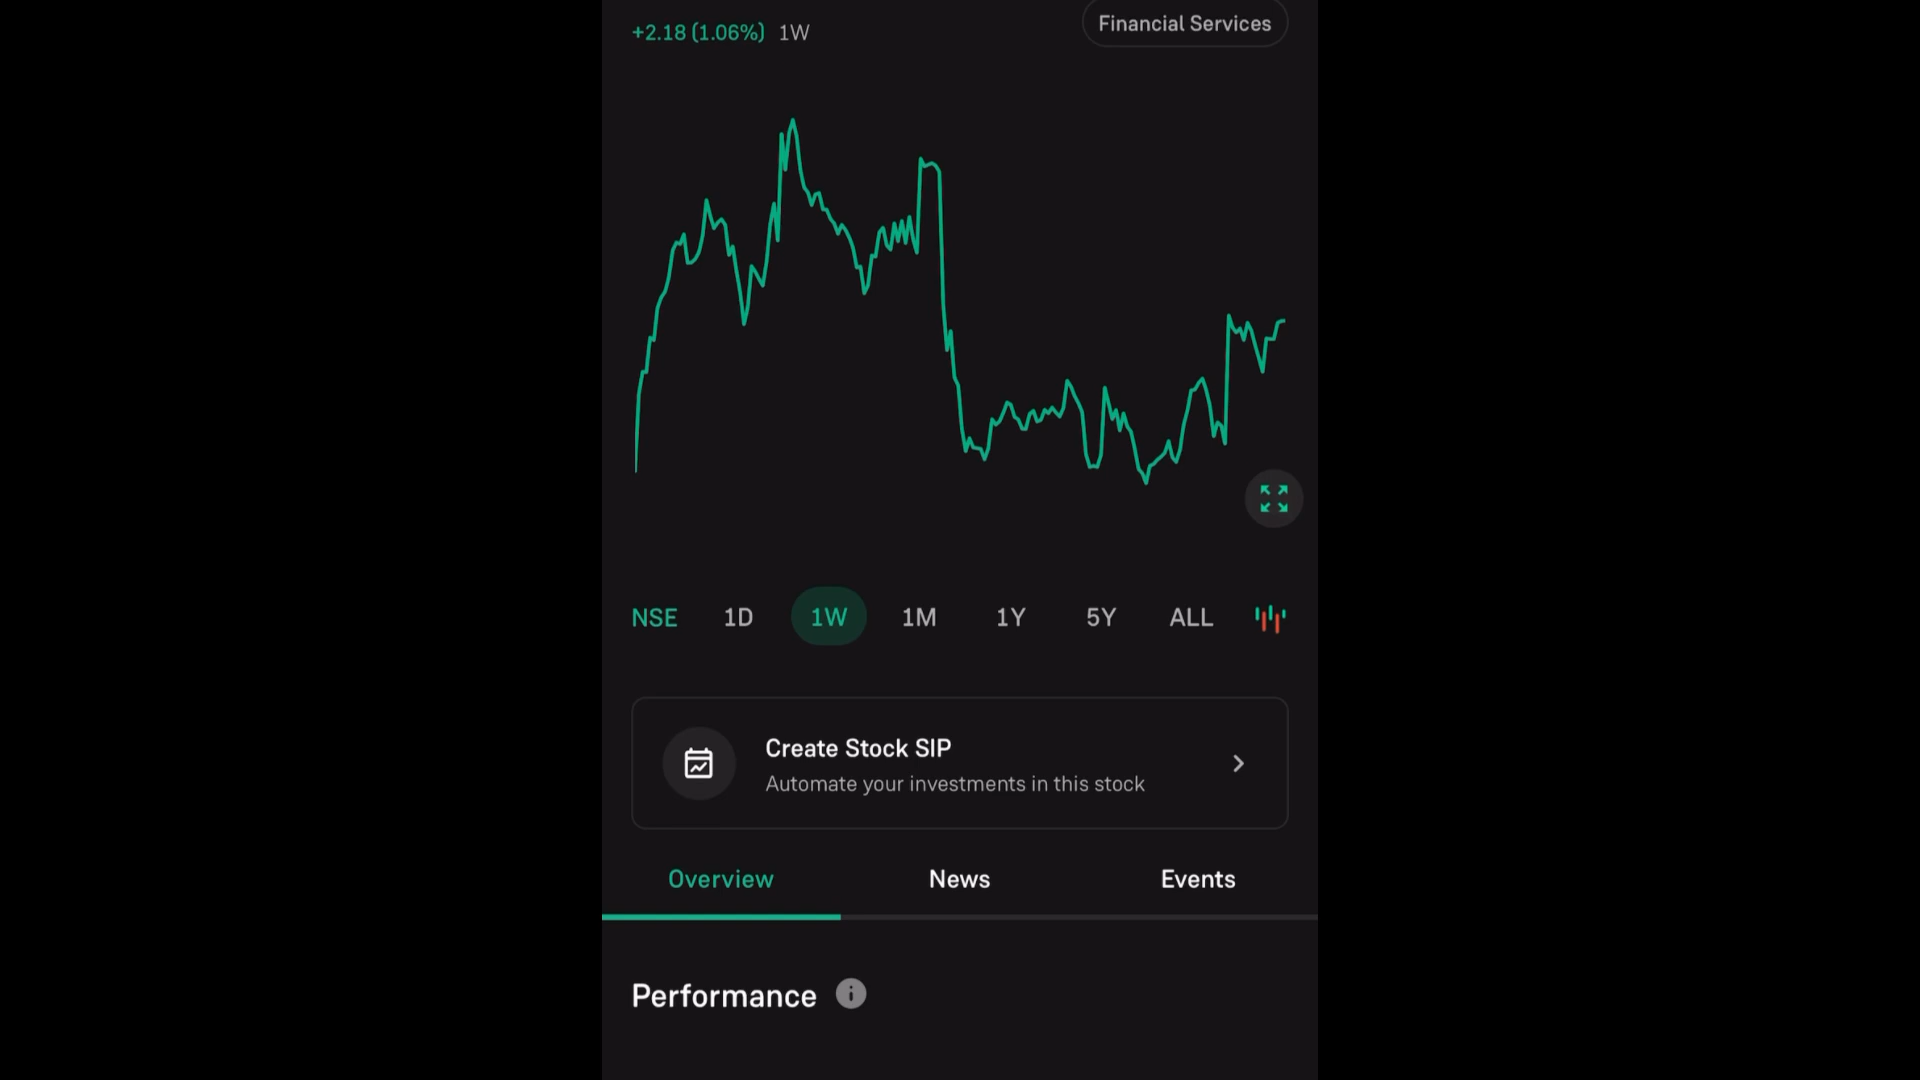 +2.18 (1.06%) 1W
Financial Services
NSE 1D 1W 1M 1Y 5Y ALL
Create Stock SIP
Automate your investments in this stock
Overview News Events
Performance